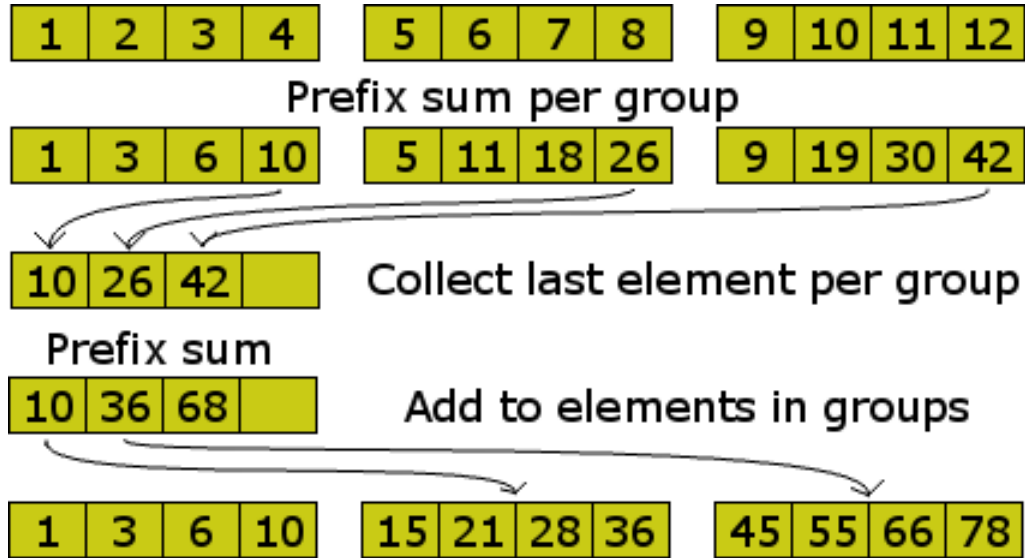 1 2 3 4 5 6 7 8 9 10 11 12
Prefix sum per group
1 3 6 10 5 11 18 26 9 19 30 42
10 26 42 Collect last element per group
Prefix sum
10 36 68 Add to elements in groups
1 3 6 10 15 21 28 36 45 55 66 78